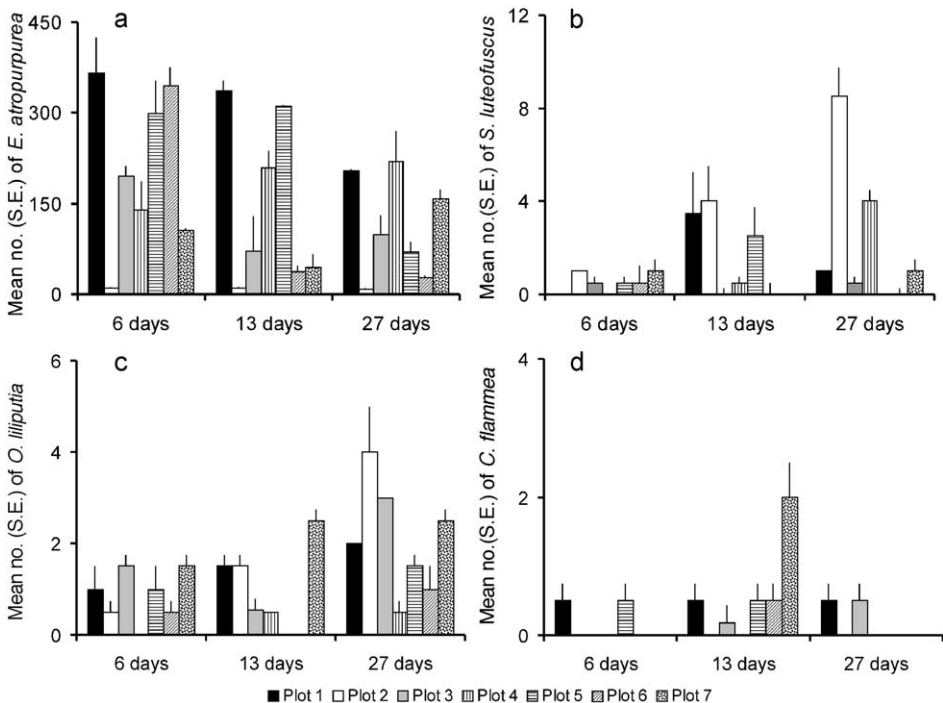 a
Mean no. (S.E.) of E. atropurpurea
450
300
150
0
6 days 13 days 27 days
b
Mean no.(S.E.) of S. luteofuscus
12
8
4
0
6 days 13 days 27 days
c
Mean no. (S.E.) of O. liliputia
6
4
2
0
6 days 13 days 27 days
d
Mean no.(S.E.) of C. flammea
4
2
0
6 days 13 days 27 days
Plot 1 Plot 2 Plot 3 Plot 4 Plot 5 Plot 6 Plot 7